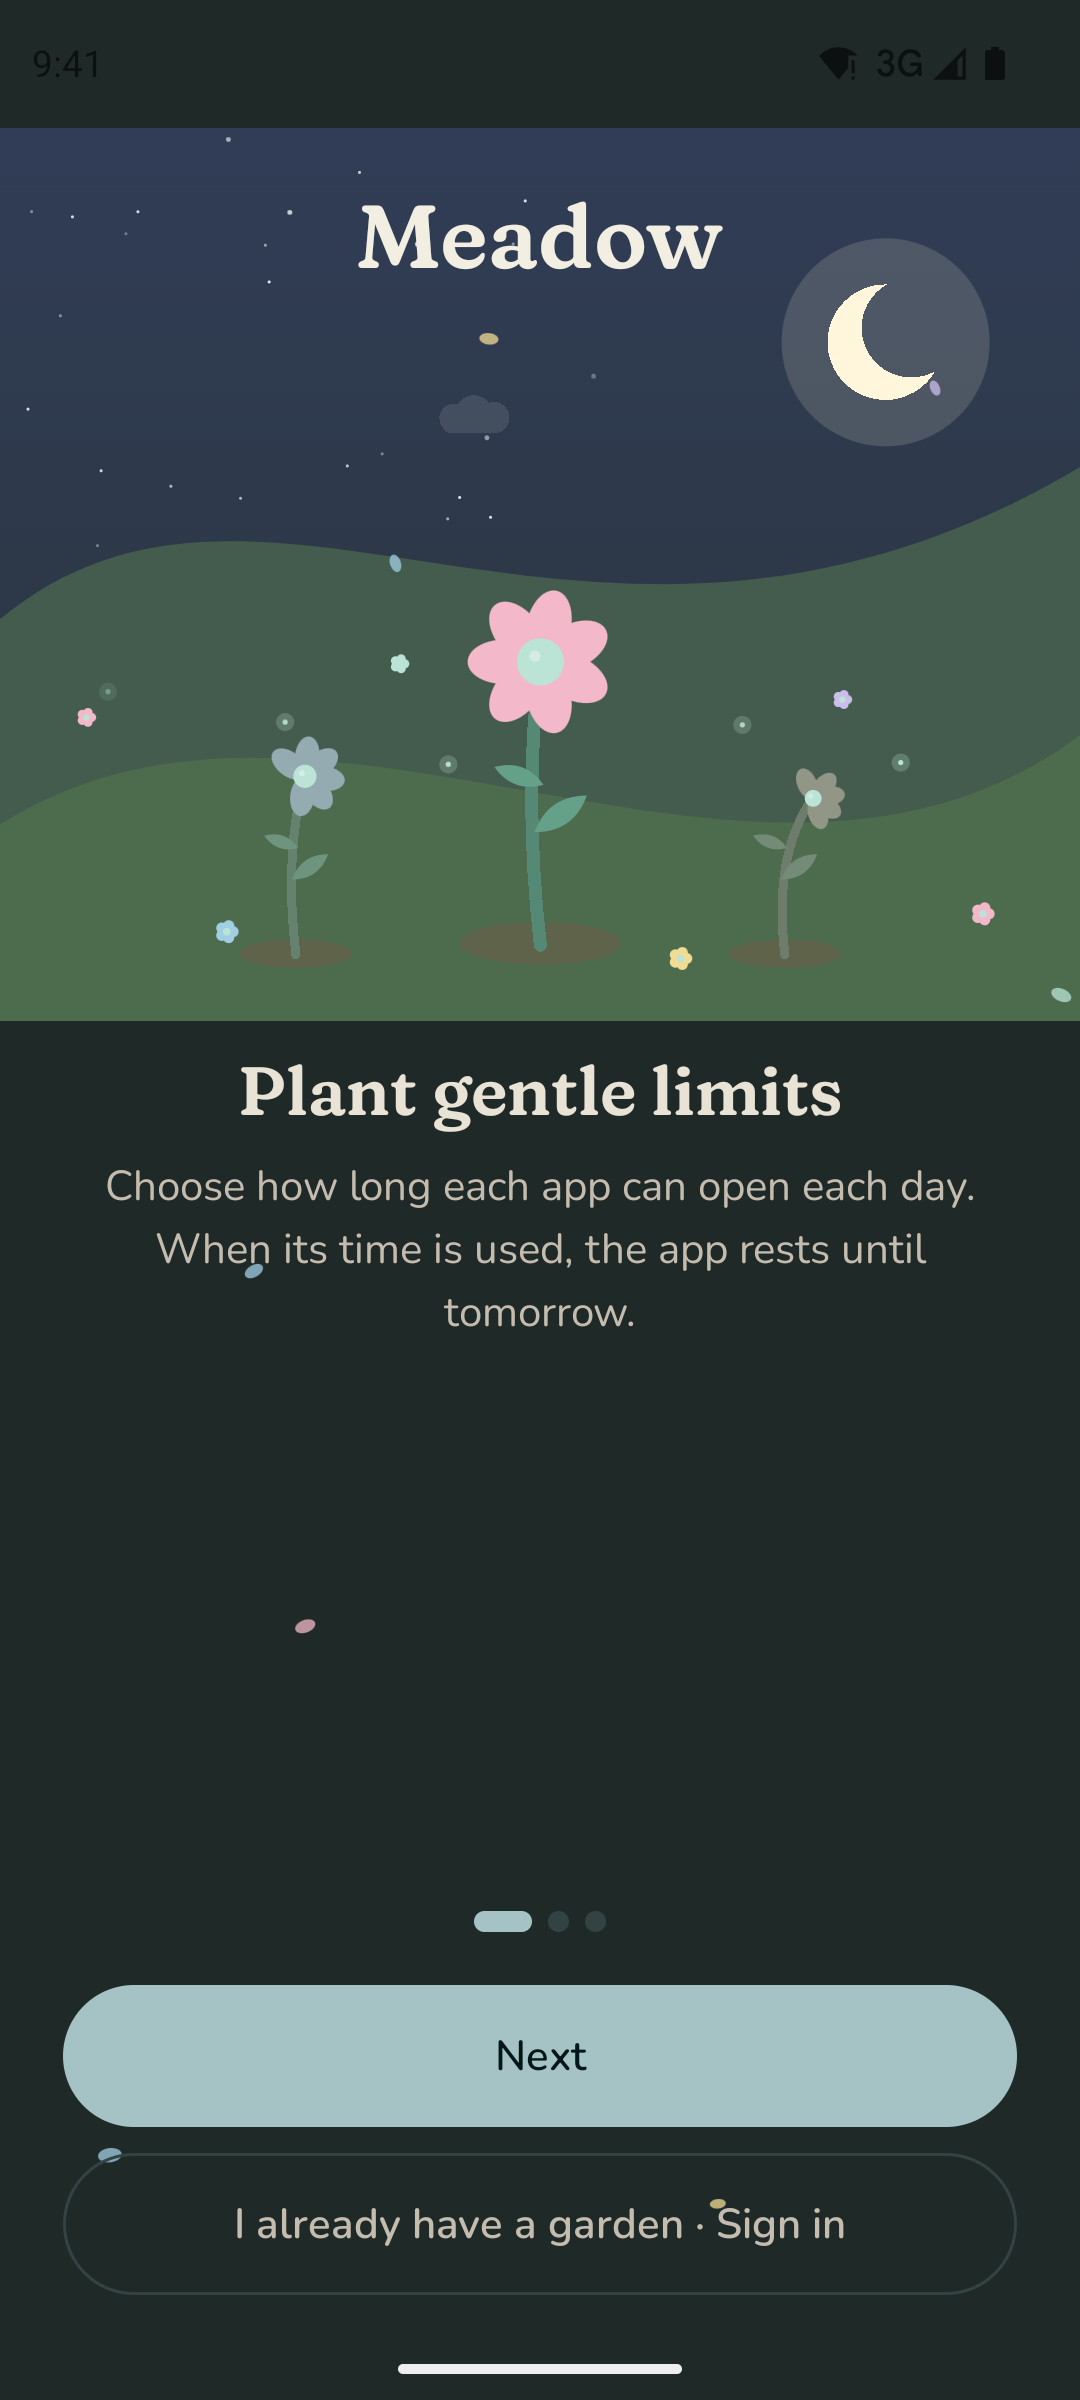 9:41
3G
Meadow
Plant gentle limits
Choose how long each app can open each day.
When its time is used, the app rests until
tomorrow.
Next
I already have a garden · Sign in